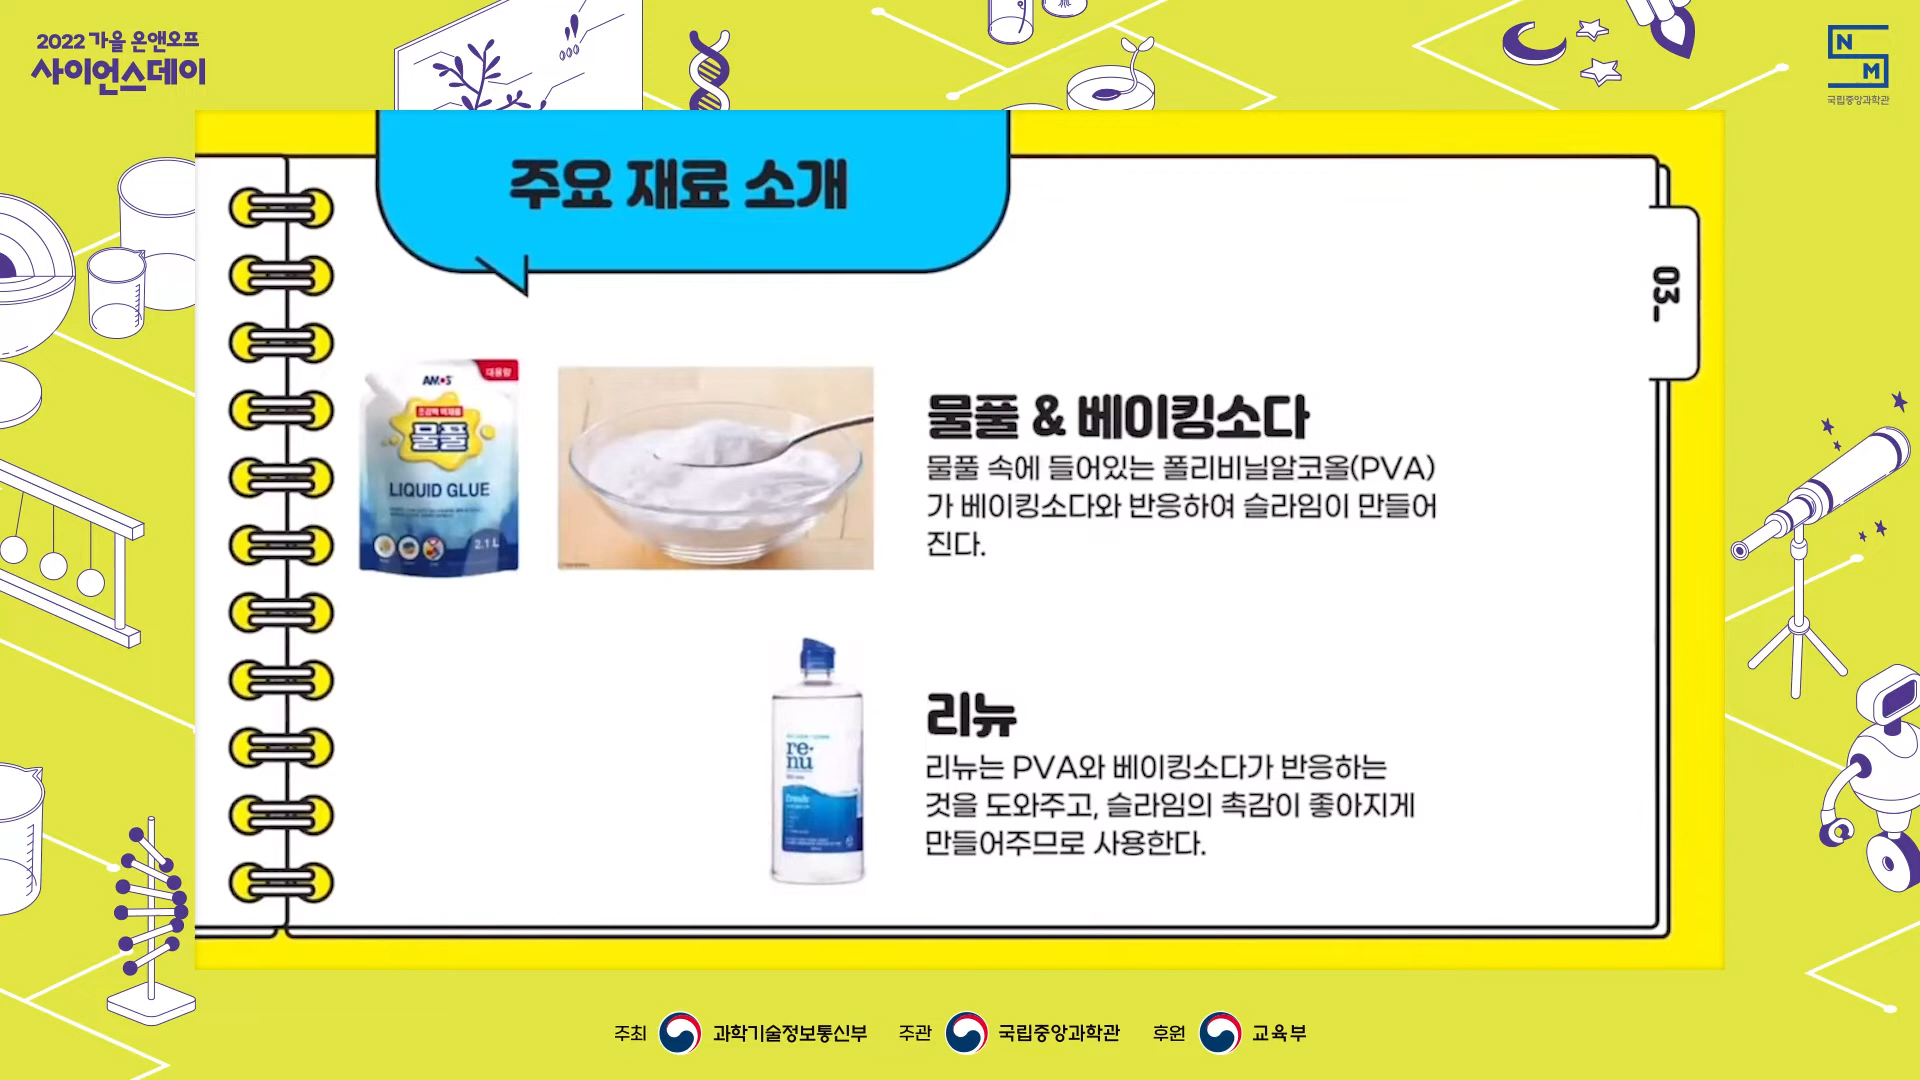 2022 가을 온앤오프
사이언스데이
N
M
국립중앙과학관
주요 재료 소개
03_
AMOS
대용량
물풀
LIQUID GLUE
2.1 L
물풀 & 베이킹소다
물풀 속에 들어있는 폴리비닐알코올(PVA)
가 베이킹소다와 반응하여 슬라임이 만들어
진다.
re·
nu
fresh
리뉴
리뉴는 PVA와 베이킹소다가 반응하는
것을 도와주고, 슬라임의 촉감이 좋아지게
만들어주므로 사용한다.
주최 과학기술정보통신부 주관 국립중앙과학관 후원 교육부